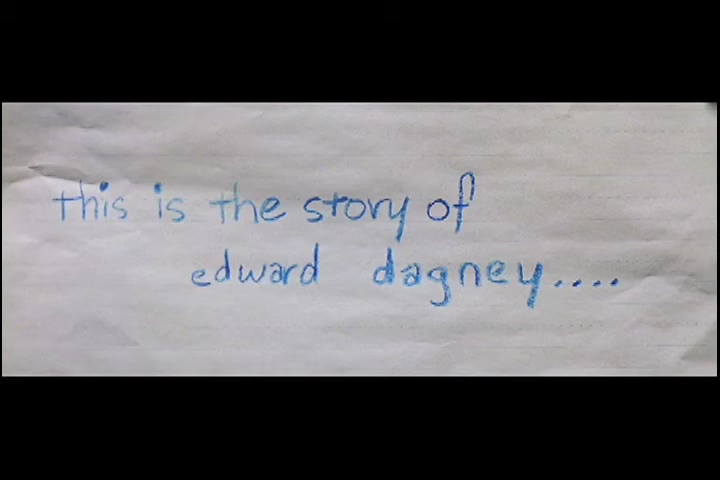 this is the story of
edward dagney....